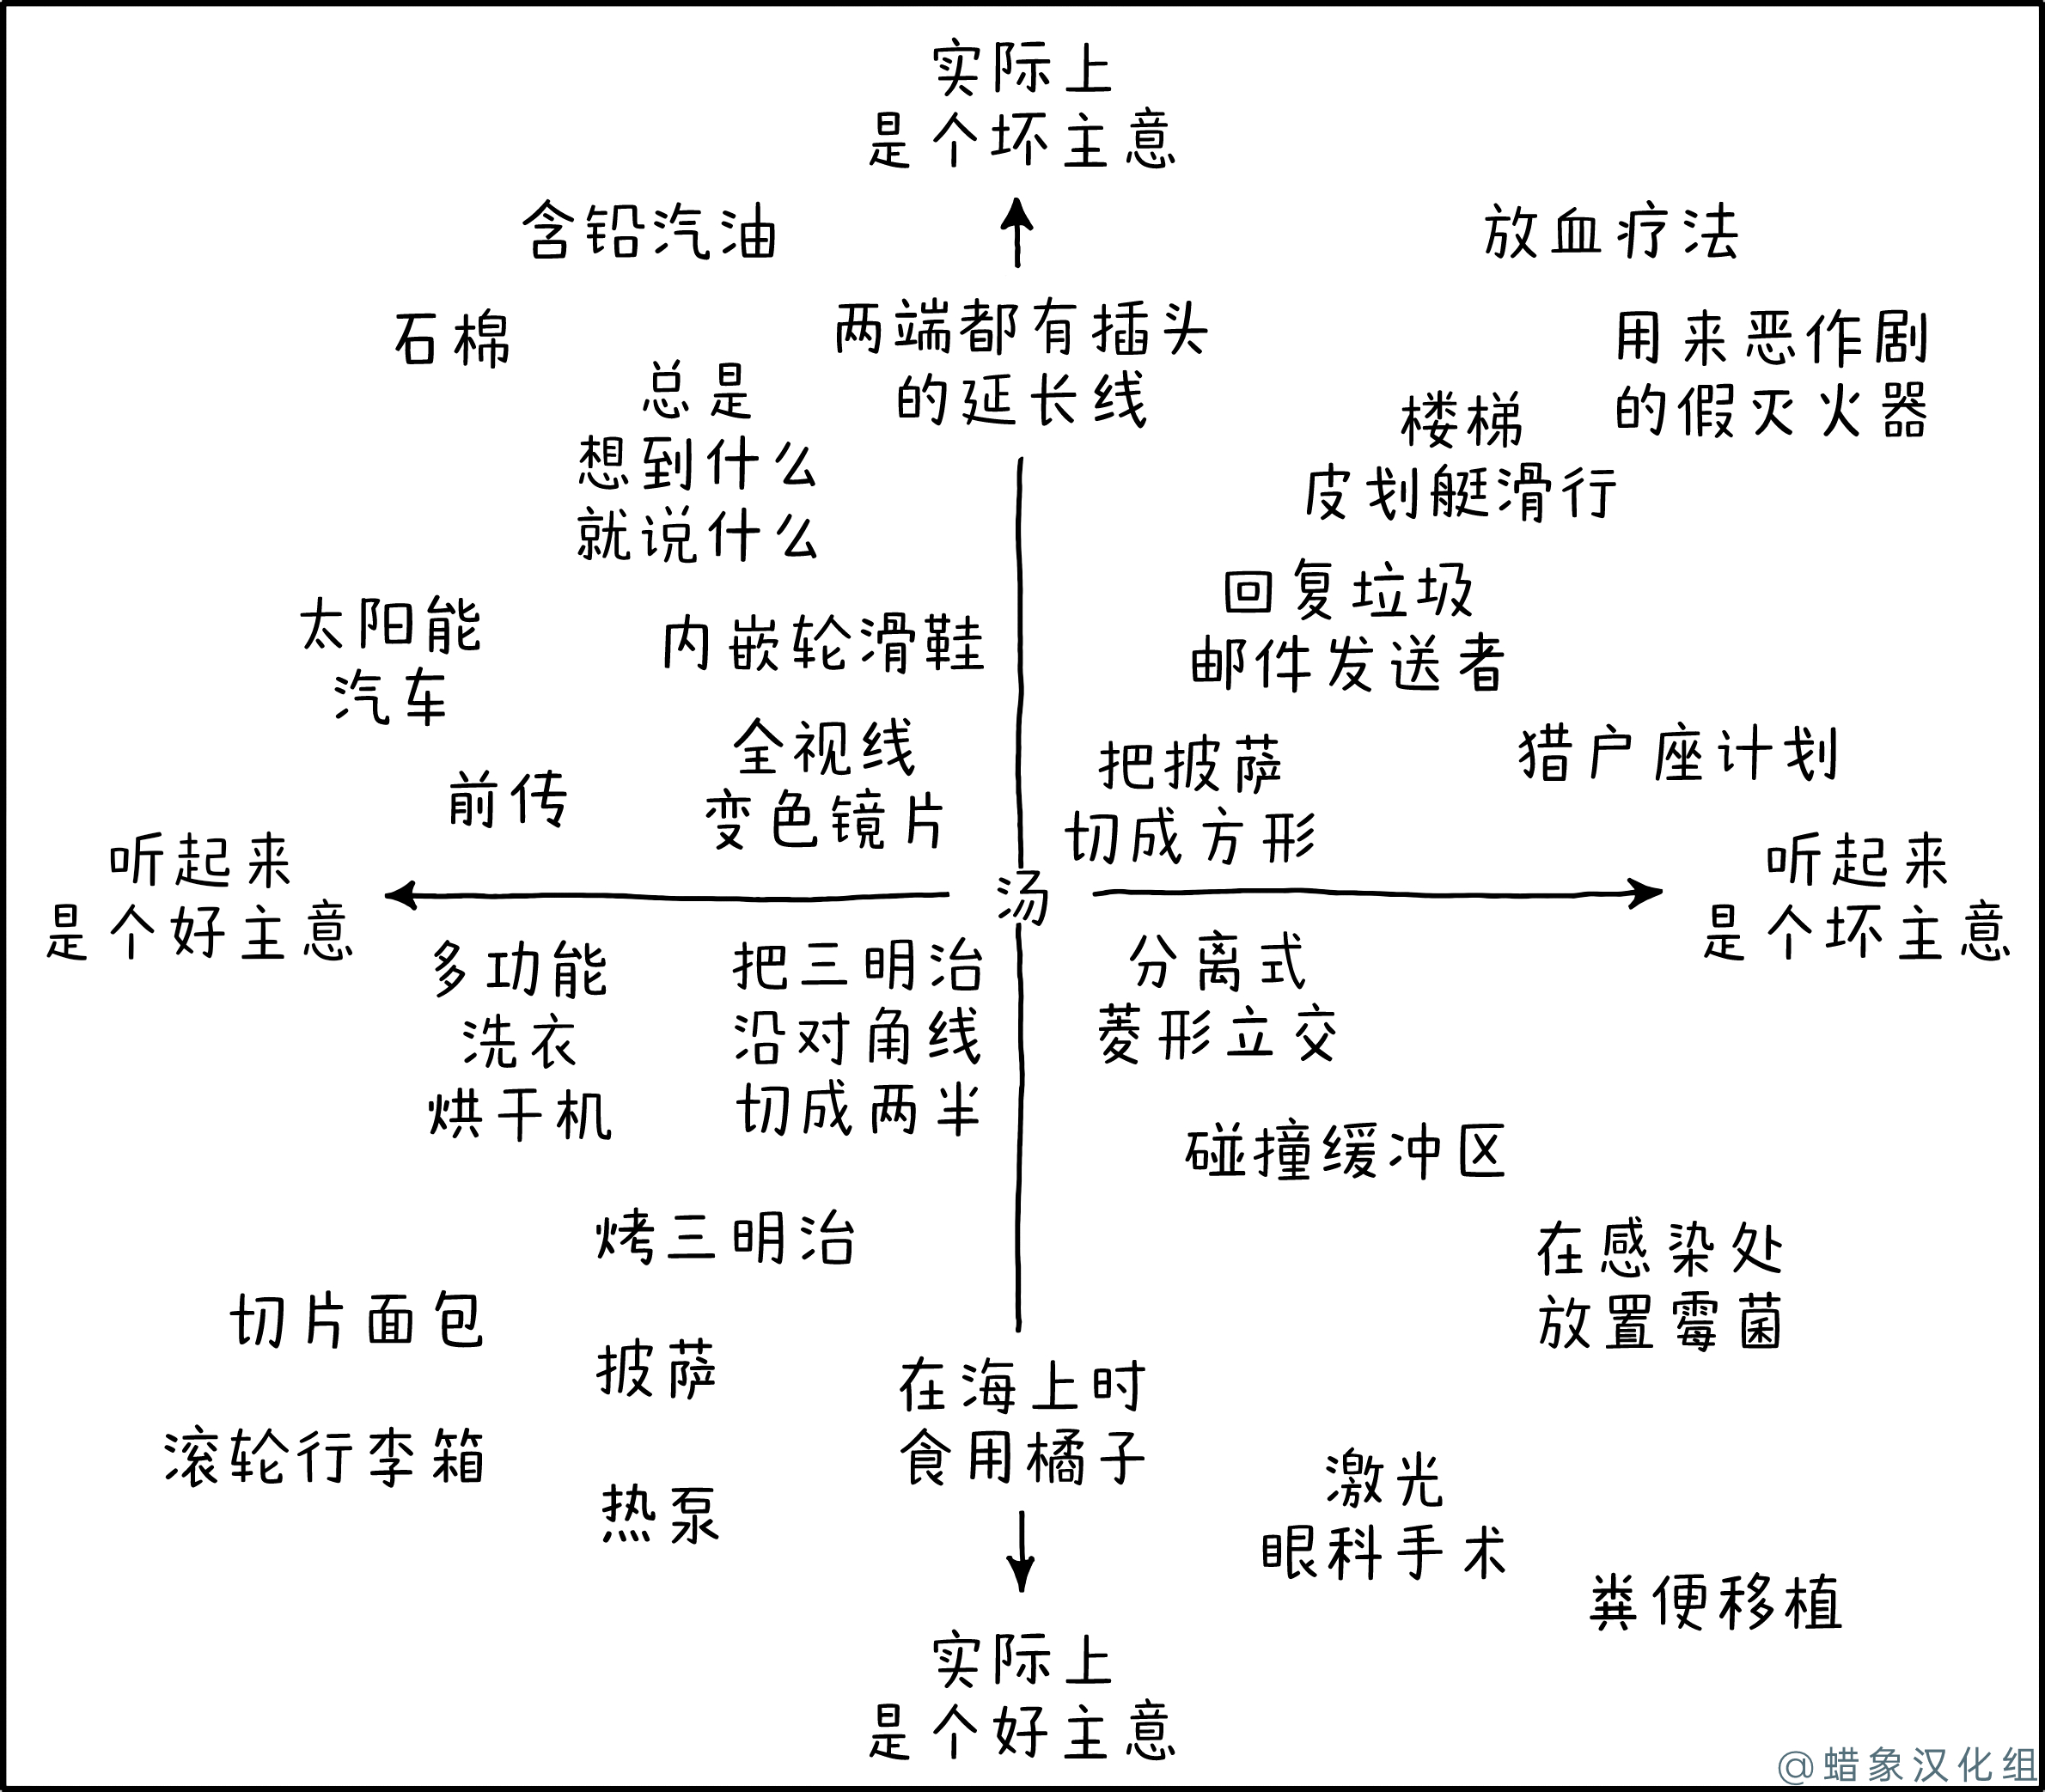 实际上
是个坏主意
含铅汽油
放血疗法
石棉
两端都有插头
的延长线
用来恶作剧
的假灭火器
总是
想到什么
就说什么
楼梯
皮划艇滑行
太阳能
汽车
内嵌轮滑鞋
回复垃圾
邮件发送者
前传
全视线
变色镜片
把披萨
切成方形
猎户座计划
听起来
是个好主意
汤
听起来
是个坏主意
多功能
洗衣
烘干机
把三明治
沿对角线
切成两半
分离式
菱形立交
碰撞缓冲区
烤三明治
在感染处
放置霉菌
切片面包
披萨
在海上时
食用橘子
滚轮行李箱
热泵
激光
眼科手术
粪便移植
实际上
是个好主意
@蜡象汉化组